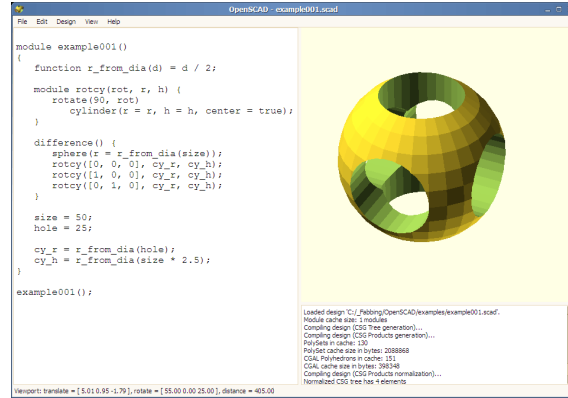 OpenSCAD - example001.scad
File Edit Design View Help
module example001()
{
function r_from_dia(d) = d / 2;
module rotcy(rot, r, h) {
rotate(90, rot)
cylinder(r = r, h = h, center = true);
}
difference() {
sphere(r = r_from_dia(size));
rotcy([0, 0, 0], cy_r, cy_h);
rotcy([1, 0, 0], cy_r, cy_h);
rotcy([0, 1, 0], cy_r, cy_h);
}
size = 50;
hole = 25;
cy_r = r_from_dia(hole);
cy_h = r_from_dia(size * 2.5);
}
example001();
Loaded design 'C:/_Fabbing/OpenSCAD/examples/example001.scad'.
Module cache size: 1 modules
Compiling design (CSG Tree generation)...
Compiling design (CSG Products generation)...
PolySets in cache: 130
PolySet cache size in bytes: 2088868
CGAL Polyhedrons in cache: 151
CGAL cache size in bytes: 398348
Compiling design (CSG Products normalization)...
Normalized CSG tree has 4 elements
Viewport: translate = [ 5.01 0.95 -1.79 ], rotate = [ 55.00 0.00 25.00 ], distance = 405.00